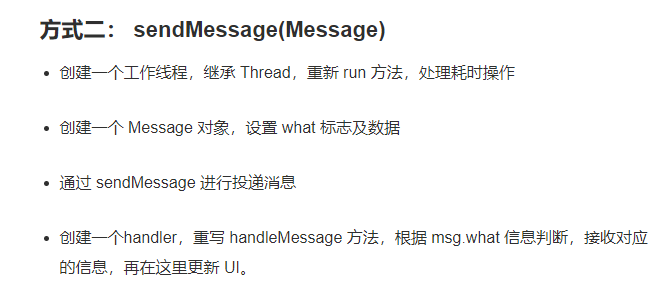 方式二： sendMessage(Message)
创建一个工作线程，继承 Thread，重新 run 方法，处理耗时操作
创建一个 Message 对象，设置 what 标志及数据
通过 sendMessage 进行投递消息
创建一个handler，重写 handleMessage 方法，根据 msg.what 信息判断，接收对应
的信息，再在这里更新 UI。